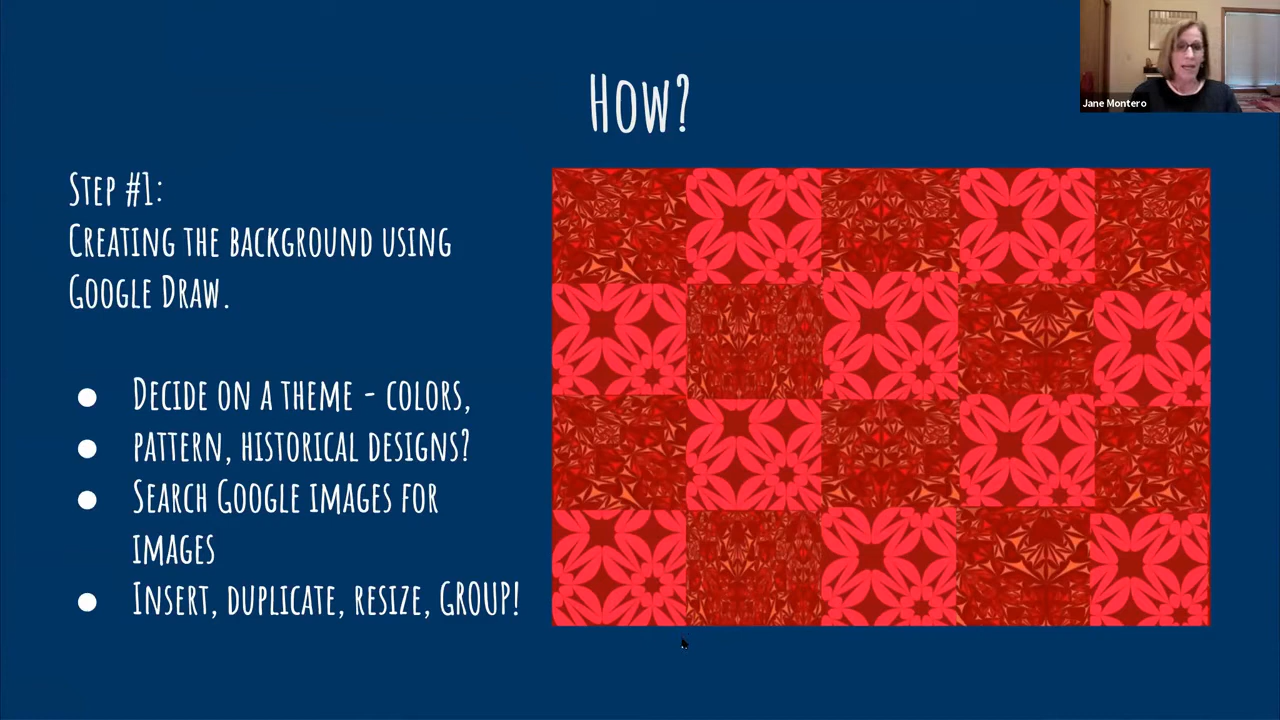 How?
Jane Montero
Step #1:
Creating the background using
Google Draw.
● Decide on a theme - colors,
● pattern, historical designs?
● Search Google images for
images
● Insert, duplicate, resize, GROUP!